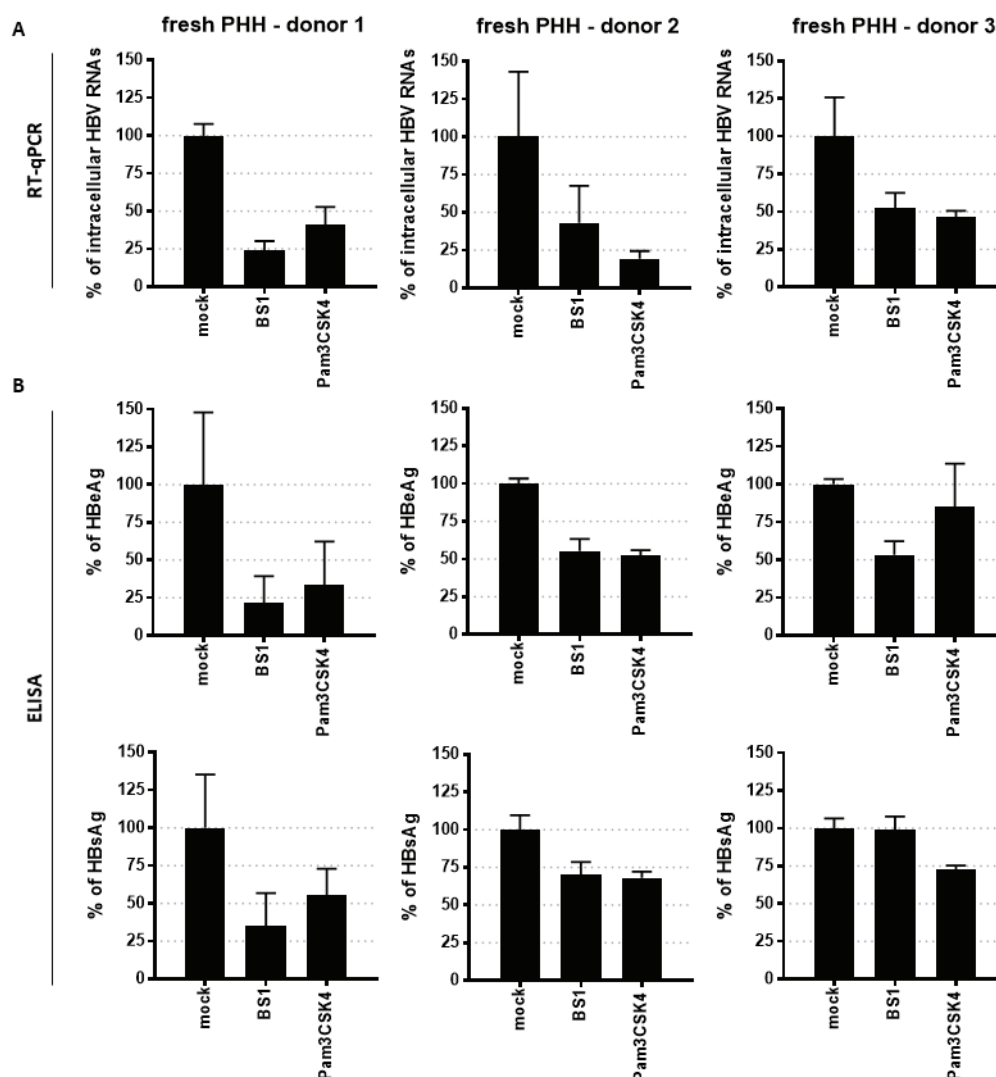 A
fresh PHH - donor 1
fresh PHH - donor 2
fresh PHH - donor 3
RT-qPCR
% of intracellular HBV RNAs
150
125
100
75
50
25
0
mock
BS1
Pam3CSK4
% of intracellular HBV RNAs
150
125
100
75
50
25
0
mock
BS1
Pam3CSK4
% of intracellular HBV RNAs
150
125
100
75
50
25
0
mock
BS1
Pam3CSK4
B
ELISA
% of HBeAg
150
125
100
75
50
25
0
mock
BS1
Pam3CSK4
% of HBeAg
150
125
100
75
50
25
0
mock
BS1
Pam3CSK4
% of HBeAg
150
125
100
75
50
25
0
mock
BS1
Pam3CSK4
% of HBsAg
150
125
100
75
50
25
0
mock
BS1
Pam3CSK4
% of HBsAg
150
125
100
75
50
25
0
mock
BS1
Pam3CSK4
% of HBsAg
150
125
100
75
50
25
0
mock
BS1
Pam3CSK4